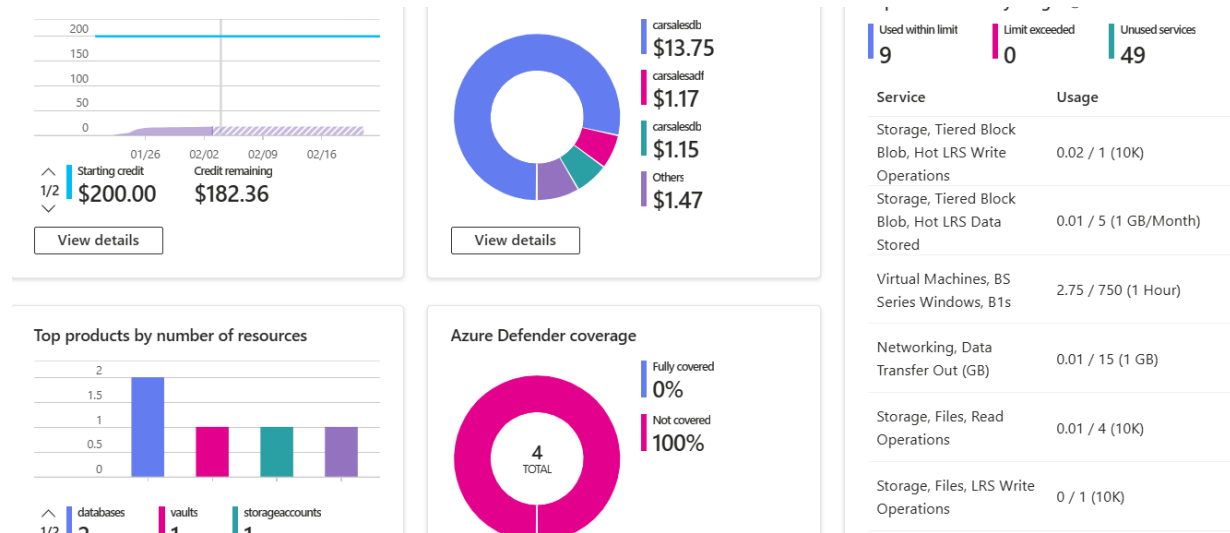 200
150
100
50
0
01/26 02/02 02/09 02/16
1/2
Starting credit
$200.00
Credit remaining
$182.36
View details
carsalesdb
$13.75
carsalesadf
$1.17
carsalesdb
$1.15
Others
$1.47
View details
Used within limit
9
Limit exceeded
0
Unused services
49
Service Usage
Storage, Tiered Block
Blob, Hot LRS Write
Operations
0.02 / 1 (10K)
Storage, Tiered Block
Blob, Hot LRS Data
Stored
0.01 / 5 (1 GB/Month)
Virtual Machines, BS
Series Windows, B1s
2.75 / 750 (1 Hour)
Networking, Data
Transfer Out (GB)
0.01 / 15 (1 GB)
Storage, Files, Read
Operations
0.01 / 4 (10K)
Storage, Files, LRS Write
Operations
0 / 1 (10K)
Top products by number of resources
2
1.5
1
0.5
0
databases
2
vaults
1
storageaccounts
1
Azure Defender coverage
4
TOTAL
Fully covered
0%
Not covered
100%